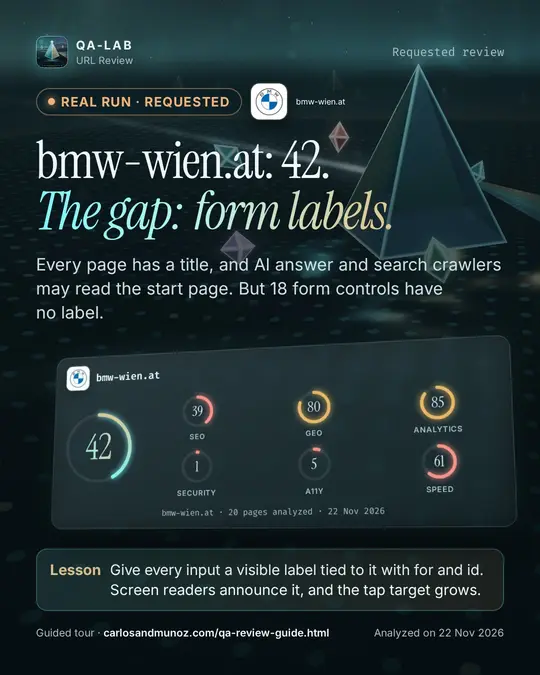 QA-LAB
URL Review
Requested review
REAL RUN · REQUESTED
bmw-wien.at
bmw-wien.at: 42.
The gap: form labels.
Every page has a title, and AI answer and search crawlers
may read the start page. But 18 form controls have
no label.
bmw-wien.at
42
39
SEO
80
GEO
85
ANALYTICS
1
SECURITY
5
A11Y
61
SPEED
bmw-wien.at · 20 pages analyzed · 22 Nov 2026
Lesson Give every input a visible label tied to it with for and id.
Screen readers announce it, and the tap target grows.
Guided tour · carlosandmunoz.com/qa-review-guide.html
Analyzed on 22 Nov 2026